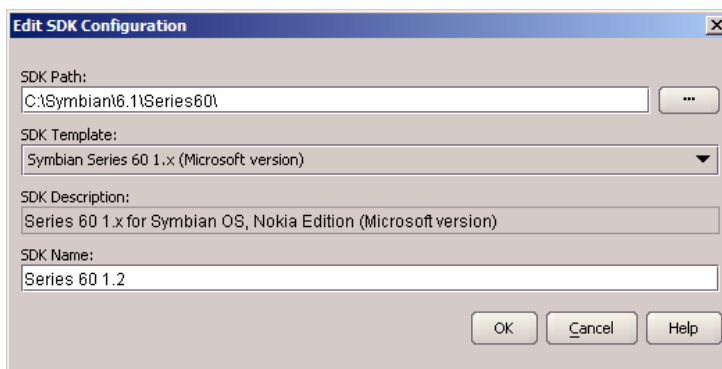 Edit SDK Configuration
SDK Path:
C:\Symbian\6.1\Series60\
...
SDK Template:
Symbian Series 60 1.x (Microsoft version)
SDK Description:
Series 60 1.x for Symbian OS, Nokia Edition (Microsoft version)
SDK Name:
Series 60 1.2
OK Cancel Help